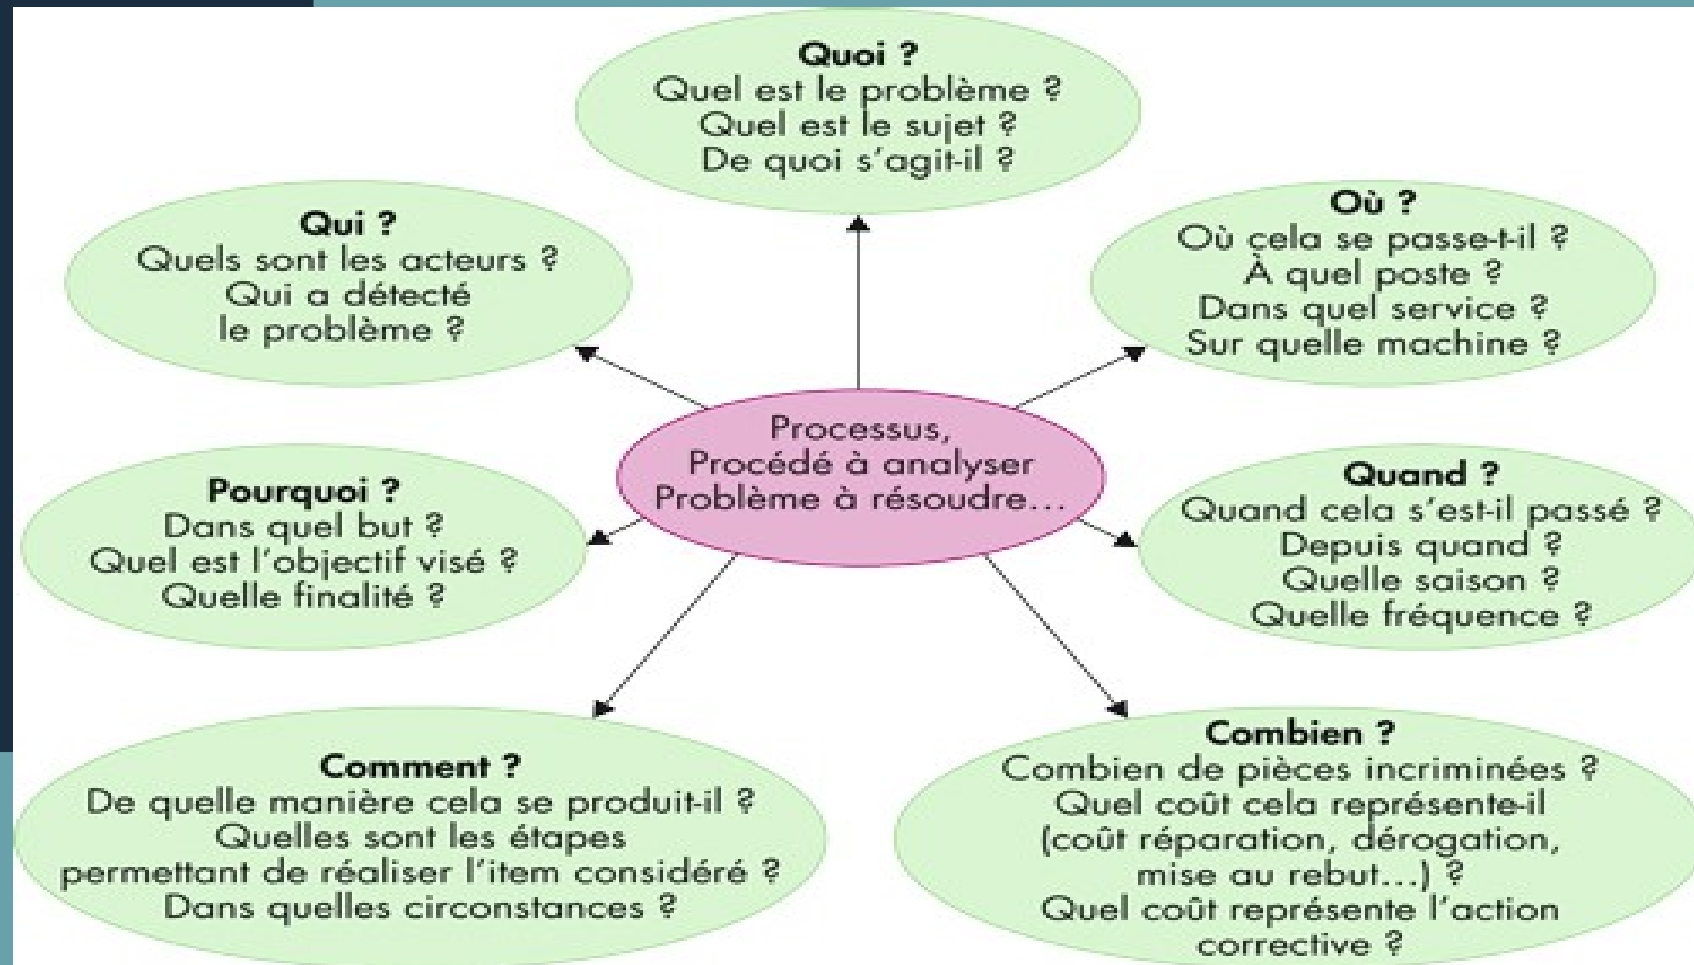 Quoi ?
Quel est le problème ?
Quel est le sujet ?
De quoi s'agit-il ?
Qui ?
Quels sont les acteurs ?
Qui a détecté
le problème ?
Où ?
Où cela se passe-t-il ?
À quel poste ?
Dans quel service ?
Sur quelle machine ?
Processus,
Procédé à analyser
Problème à résoudre...
Pourquoi ?
Dans quel but ?
Quel est l'objectif visé ?
Quelle finalité ?
Quand ?
Quand cela s'est-il passé ?
Depuis quand ?
Quelle saison ?
Quelle fréquence ?
Comment ?
De quelle manière cela se produit-il ?
Quelles sont les étapes
permettant de réaliser l'item considéré ?
Dans quelles circonstances ?
Combien ?
Combien de pièces incriminées ?
Quel coût cela représente-il
(coût réparation, dérogation,
mise au rebut...) ?
Quel coût représente l'action
corrective ?